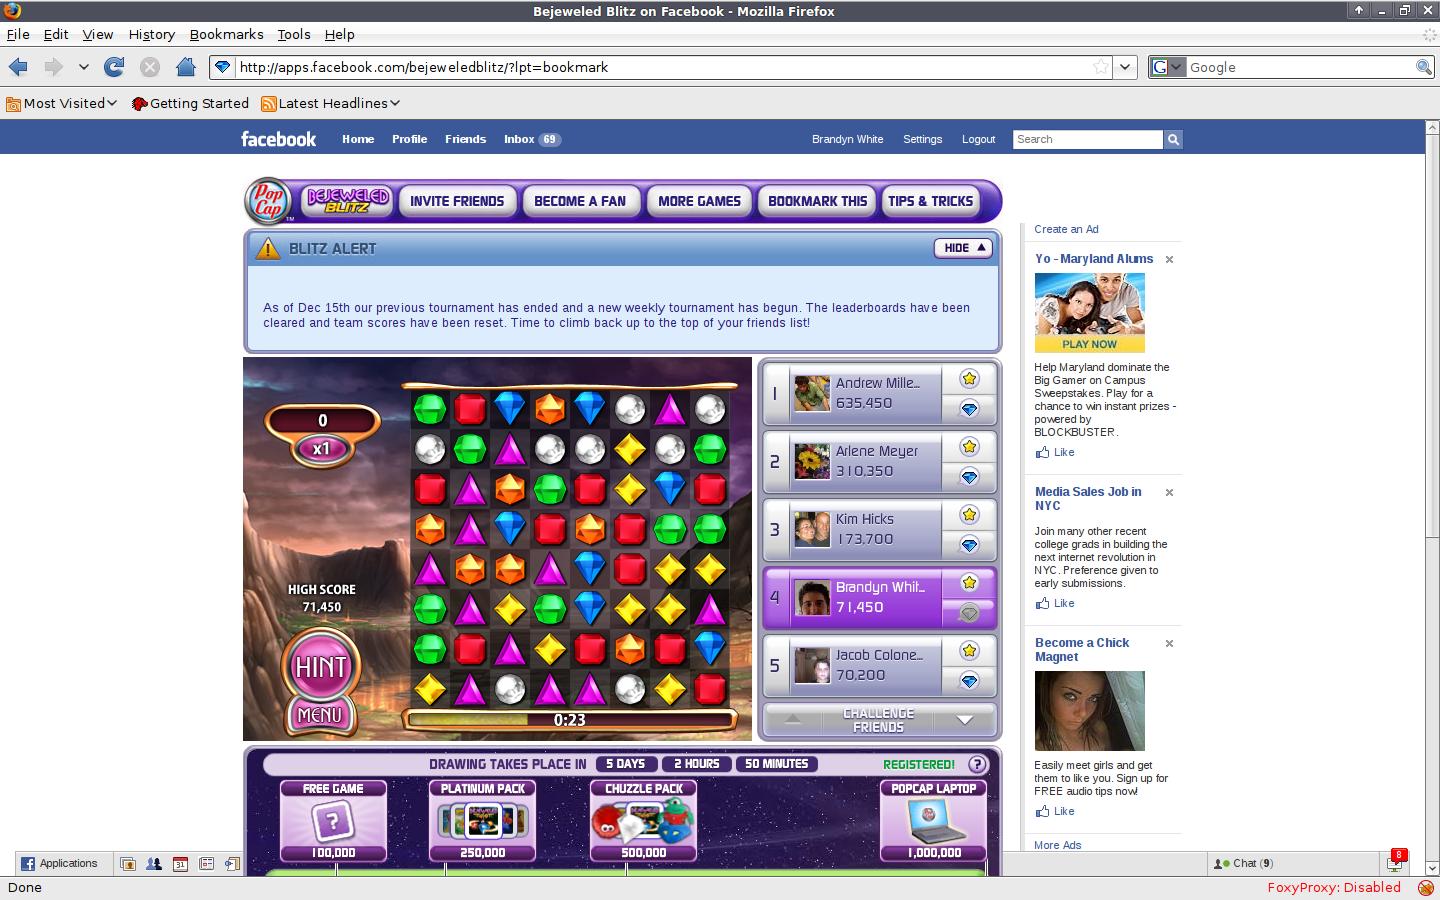 Bejeweled Blitz on Facebook - Mozilla Firefox
File Edit View History Bookmarks Tools Help
http://apps.facebook.com/bejeweledblitz/?lpt=bookmark
Google
Most Visited Getting Started Latest Headlines
facebook Home Profile Friends Inbox 69 Brandyn White Settings Logout Search
Pop Cap TM BEJEWELED BLITZ INVITE FRIENDS BECOME A FAN MORE GAMES BOOKMARK THIS TIPS & TRICKS
BLITZ ALERT HIDE
As of Dec 15th our previous tournament has ended and a new weekly tournament has begun. The leaderboards have been
cleared and team scores have been reset. Time to climb back up to the top of your friends list!
0
x1
HIGH SCORE
71,450
HINT
MENU
0:23
1 Andrew Mille...
635,450
2 Arlene Meyer
310,350
3 Kim Hicks
173,700
4 Brandyn Whit...
71,450
5 Jacob Colone...
70,200
CHALLENGE
FRIENDS
DRAWING TAKES PLACE IN 5 DAYS 2 HOURS 50 MINUTES REGISTERED! ?
FREE GAME PLATINUM PACK CHUZZLE PACK POPCAP LAPTOP
?
100,000 250,000 500,000 1,000,000
Create an Ad
Yo - Maryland Alums
PLAY NOW
Help Maryland dominate the
Big Gamer on Campus
Sweepstakes. Play for a
chance to win instant prizes -
powered by
BLOCKBUSTER.
Like
Media Sales Job in
NYC
Join many other recent
college grads in building the
next internet revolution in
NYC. Preference given to
early submissions.
Like
Become a Chick
Magnet
Easily meet girls and get
them to like you. Sign up for
FREE audio tips now!
Like
More Ads
Applications 31 Chat (9) 8
Done FoxyProxy: Disabled